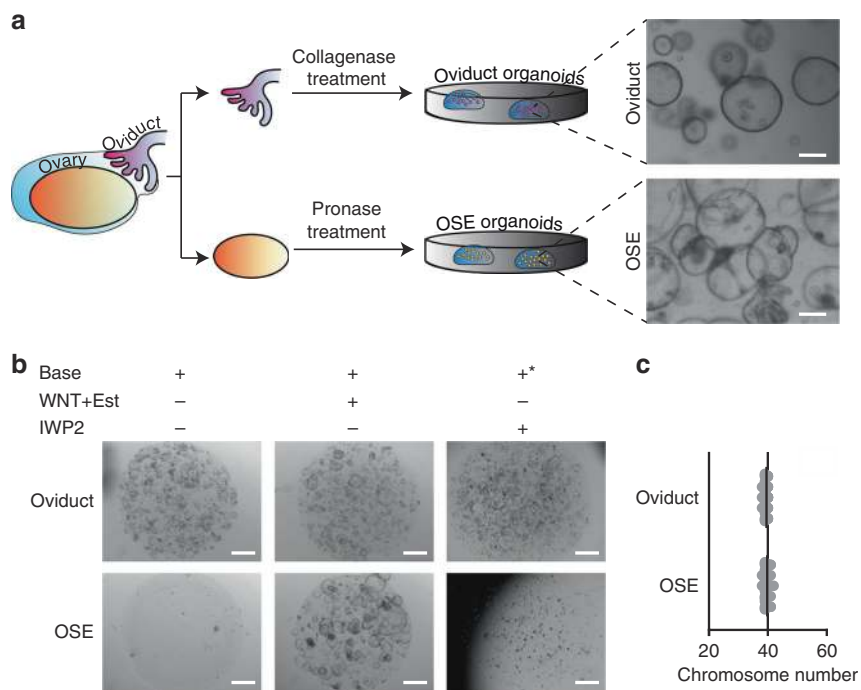 a
Collagenase
treatment
Oviduct organoids
Oviduct
Oviduct
Ovary
Pronase
treatment
OSE organoids
OSE
b
Base + + +*
WNT+Est – + –
IWP2 – – +
Oviduct
OSE
c
Oviduct
OSE
20 40 60
Chromosome number